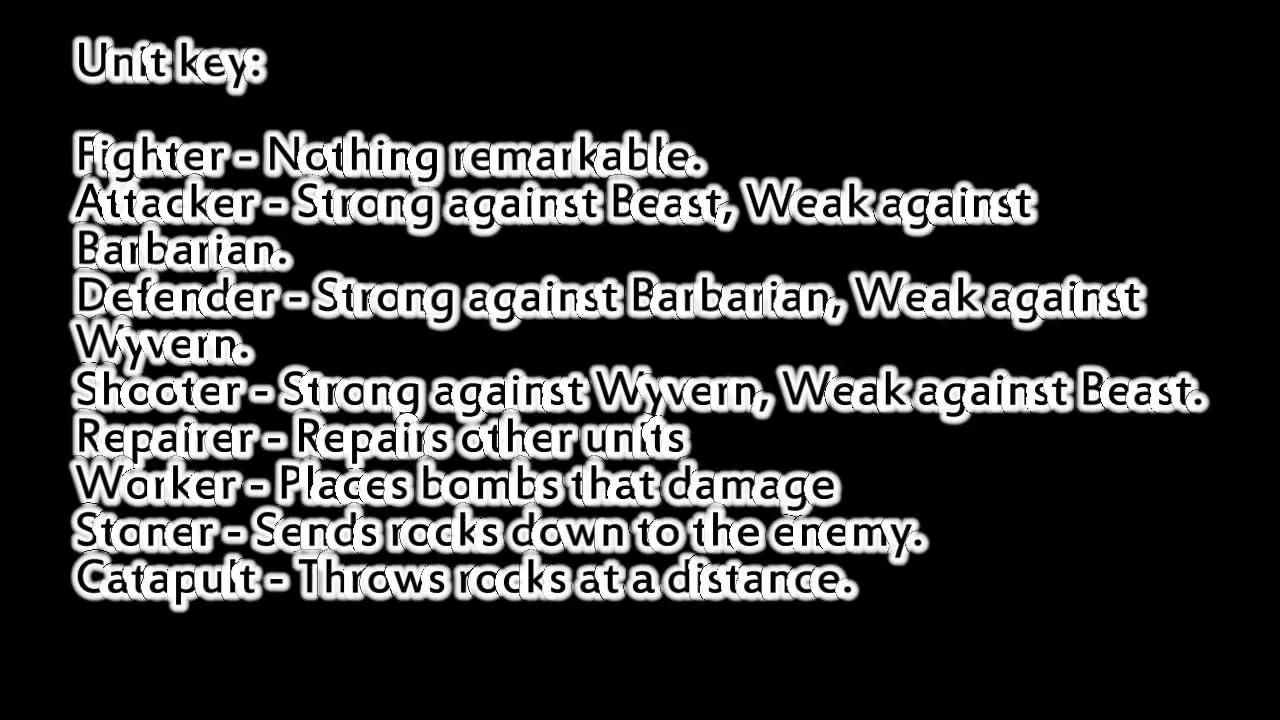 Unit key:
Fighter - Nothing remarkable.
Attacker - Strong against Beast, Weak against
Barbarian.
Defender - Strong against Barbarian, Weak against
Wyvern.
Shooter - Strong against Wyvern, Weak against Beast.
Repairer - Repairs other units
Worker - Places bombs that damage
Stoner - Sends rocks down to the enemy.
Catapult - Throws rocks at a distance.